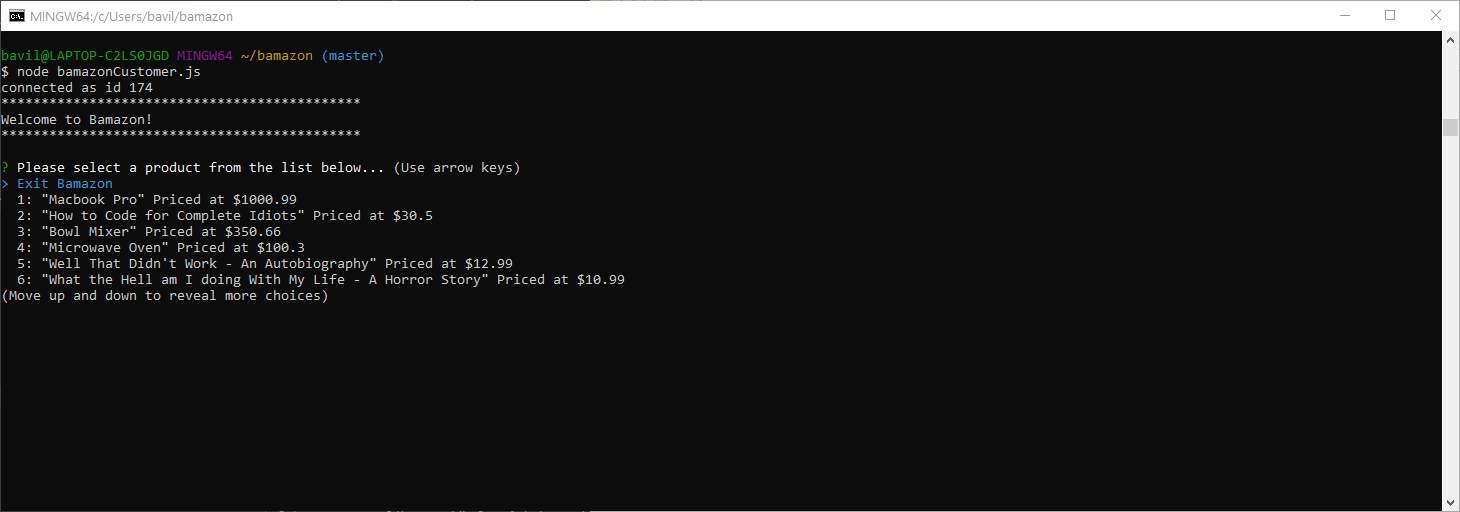 MINGW64:/c/Users/bavil/bamazon
bavil@LAPTOP-C2LS0JGD MINGW64 ~/bamazon (master)
$ node bamazonCustomer.js
connected as id 174
*********************************************
Welcome to Bamazon!
*********************************************
? Please select a product from the list below... (Use arrow keys)
> Exit Bamazon
1: "Macbook Pro" Priced at $1000.99
2: "How to Code for Complete Idiots" Priced at $30.5
3: "Bowl Mixer" Priced at $350.66
4: "Microwave Oven" Priced at $100.3
5: "Well That Didn't Work - An Autobiography" Priced at $12.99
6: "What the Hell am I doing With My Life - A Horror Story" Priced at $10.99
(Move up and down to reveal more choices)